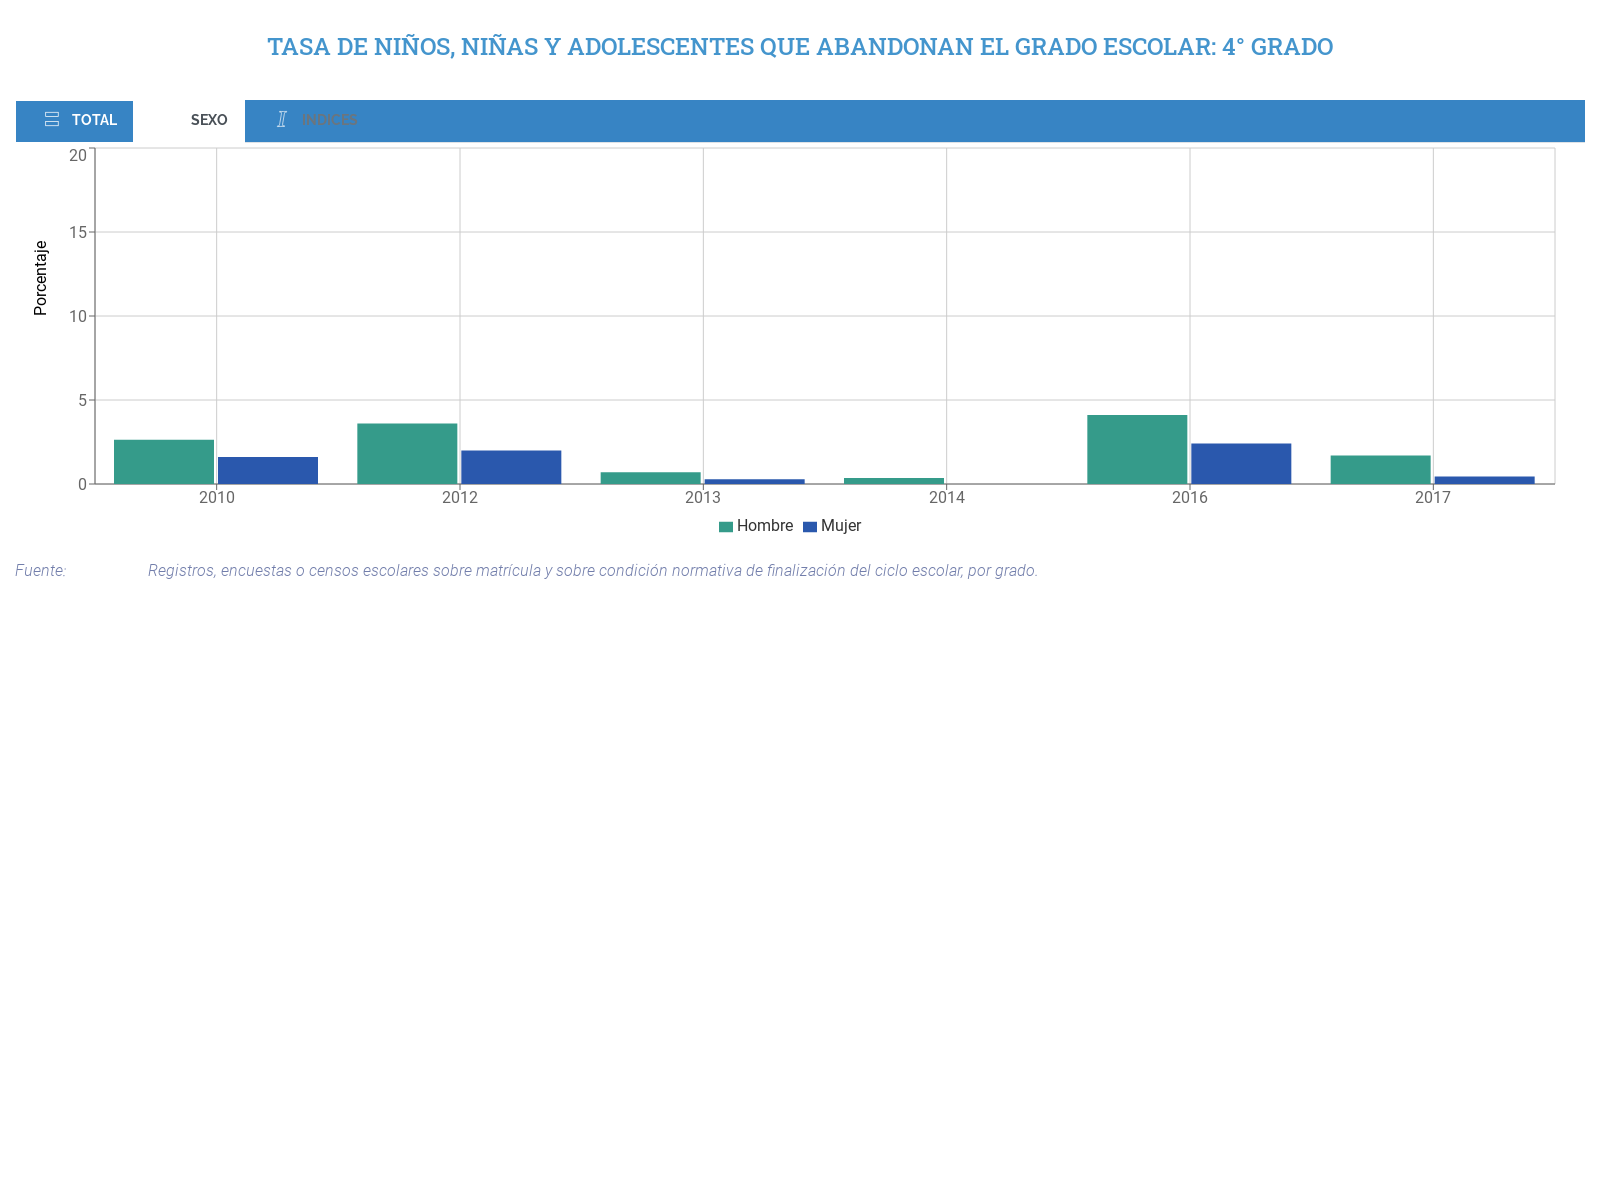 TASA DE NIÑOS, NIÑAS Y ADOLESCENTES QUE ABANDONAN EL GRADO ESCOLAR: 4° GRADO
TOTAL SEXO INDICES
20
15
10
5
0
Porcentaje
2010 2012 2013 2014 2016 2017
Hombre Mujer
Fuente: Registros, encuestas o censos escolares sobre matrícula y sobre condición normativa de finalización del ciclo escolar, por grado.